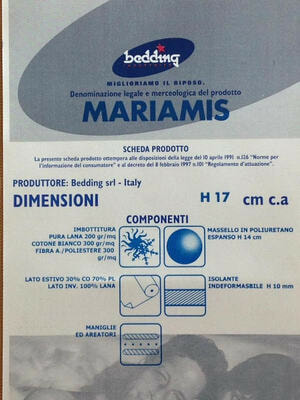 bedding
MIGLIORIAMO IL RIPOSO.
Denominazione legale e merceologica del prodotto
MARIAMIS
SCHEDA PRODOTTO
La presente scheda prodotto ottempera alle disposizioni della legge del 10 aprile 1991 n.126 "Norme per
l'informazione del consumatore" e al decreto del 8 febbraio 1997 n.101 "Regolamento d'attuazione".
PRODUTTORE: Bedding srl - Italy
DIMENSIONI H 17 cm c.a
COMPONENTI
IMBOTTITURA
PURA LANA 200 gr/mq
COTONE BIANCO 300 gr/mq
FIBRA A./POLIESTERE 300
gr/mq
MASSELLO IN POLIURETANO
ESPANSO H 14 cm
LATO ESTIVO 30% CO 70% PL
LATO INV. 100% LANA
ISOLANTE
INDEFORMABILE H 10 mm
MANIGLIE
ED AREATORI